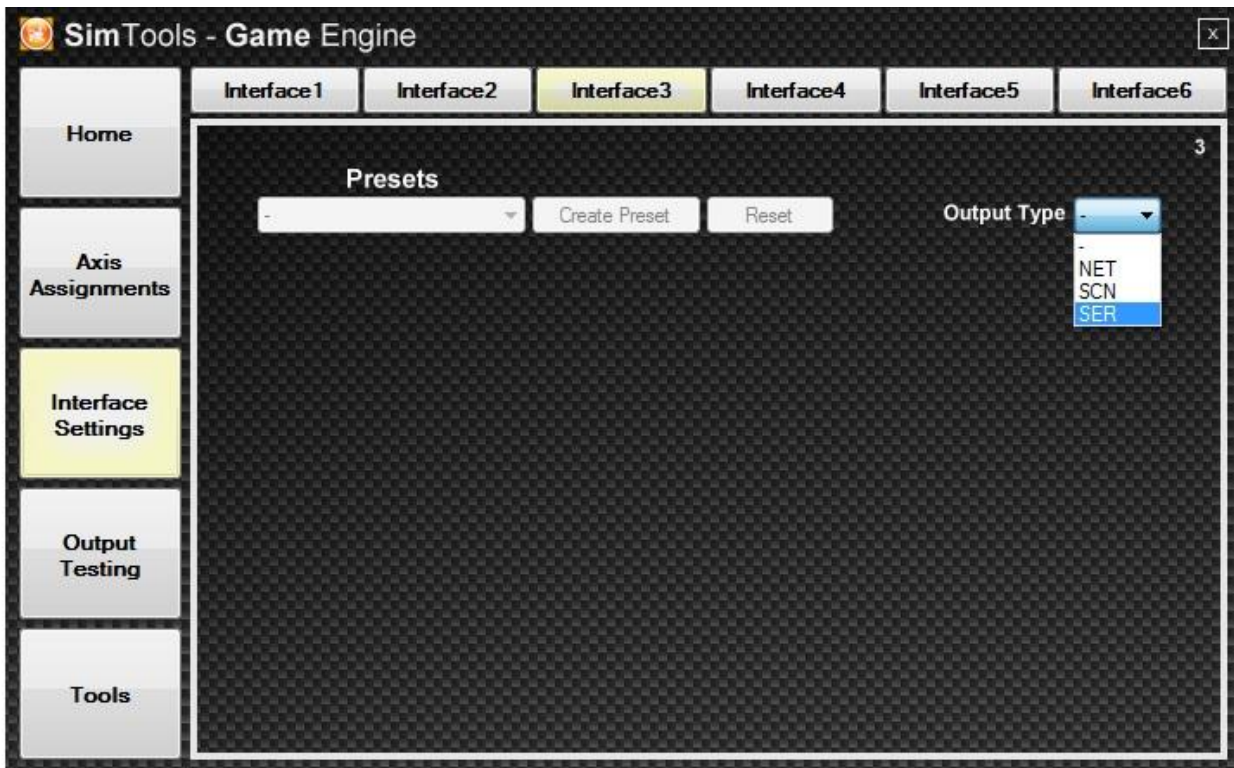 SimTools - Game Engine
x
Interface1
Interface2
Interface3
Interface4
Interface5
Interface6
Home
Axis
Assignments
Interface
Settings
Output
Testing
Tools
3
Presets
-
Create Preset
Reset
Output Type
-
-
NET
SCN
SER